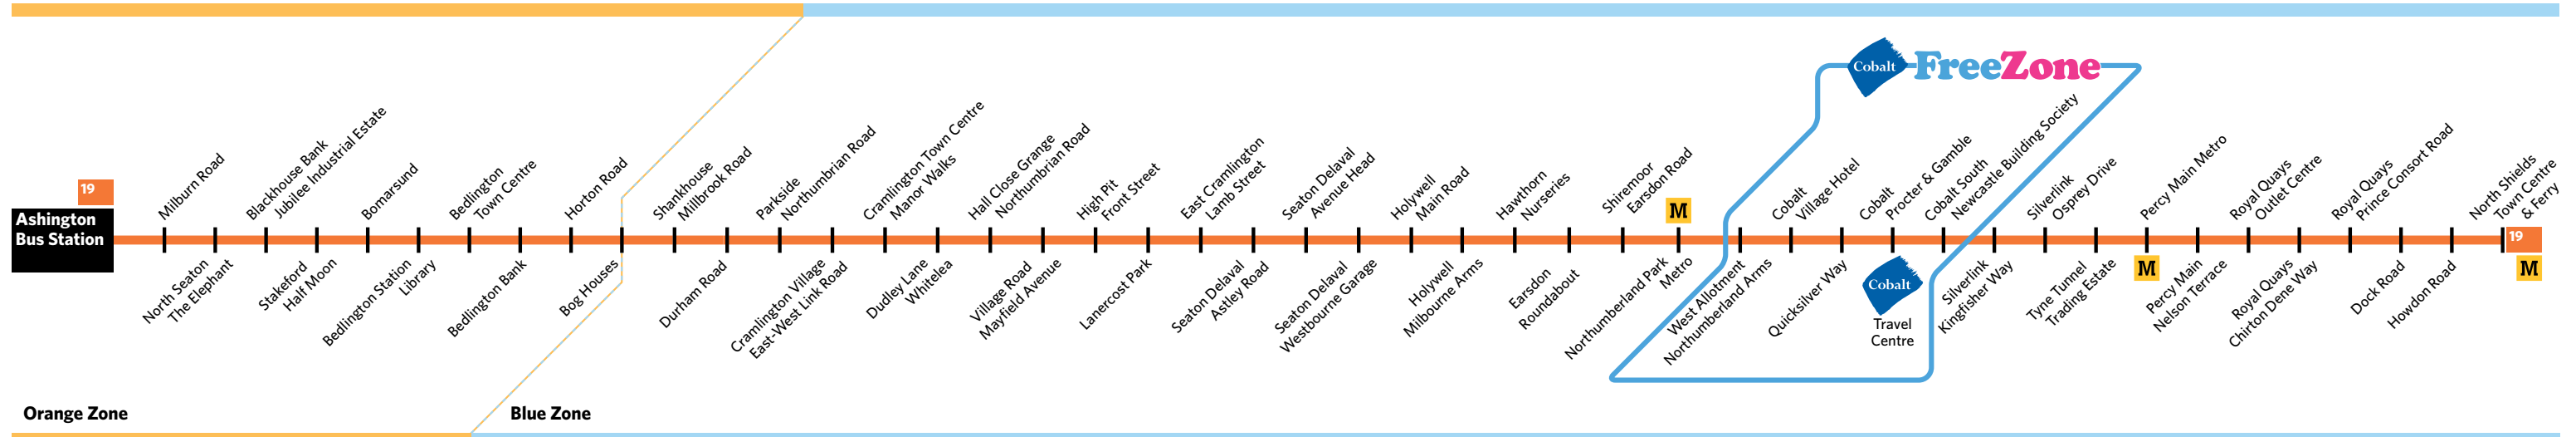 Cobalt
FreeZone
19
Ashington
Bus Station
Milburn Road
North Seaton
The Elephant
Blackhouse Bank
Jubilee Industrial Estate
Stakeford
Half Moon
Bomarsund
Bedlington Station
Library
Bedlington
Town Centre
Bedlington Bank
Horton Road
Bog Houses
Shankhouse
Millbrook Road
Durham Road
Parkside
Northumbrian Road
Cramlington Village
East-West Link Road
Cramlington Town Centre
Manor Walks
Dudley Lane
Whitelea
Hall Close Grange
Northumbrian Road
Village Road
Mayfield Avenue
High Pit
Front Street
Lanercost Park
East Cramlington
Lamb Street
Seaton Delaval
Astley Road
Seaton Delaval
Avenue Head
Seaton Delaval
Westbourne Garage
Holywell
Main Road
Holywell
Milbourne Arms
Hawthorn
Nurseries
Earsdon
Roundabout
Shiremoor
Earsdon Road
M
Northumberland Park
Metro
West Allotment
Northumberland Arms
Cobalt
Village Hotel
Quicksilver Way
Cobalt
Procter & Gamble
Cobalt
Travel
Centre
Cobalt South
Newcastle Building Society
Silverlink
Kingfisher Way
Silverlink
Osprey Drive
Tyne Tunnel
Trading Estate
Percy Main Metro
M
Percy Main
Nelson Terrace
Royal Quays
Outlet Centre
Royal Quays
Chirton Dene Way
Royal Quays
Prince Consort Road
Dock Road
Howdon Road
North Shields
Town Centre
& Ferry
19
M
Orange Zone
Blue Zone